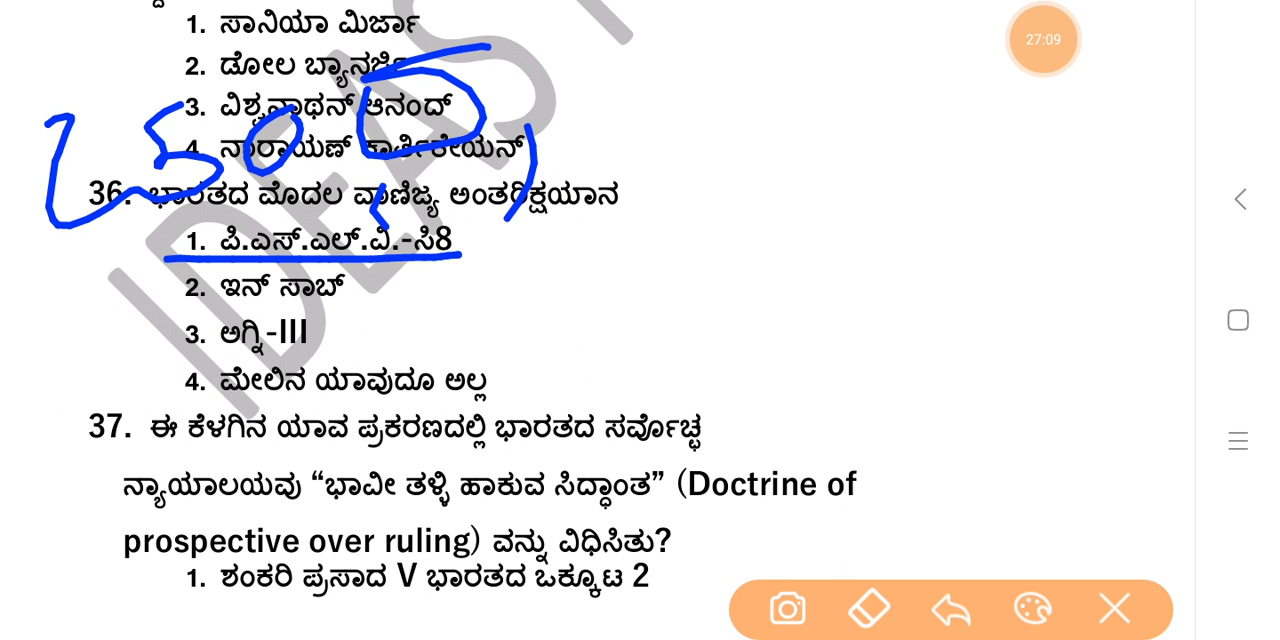 1. ಸಾನಿಯಾ ಮಿರ್ಜಾ
2. ಡೋಲ ಬ್ಯಾನರ್ಜಿ
3. ವಿಶ್ವನಾಥನ್ ಆನಂದ್
4. ನಾರಾಯಣ್ ಕಾರ್ತಿಕೇಯನ್
36. ಭಾರತದ ಮೊದಲ ವಾಣಿಜ್ಯ ಅಂತರಿಕ್ಷಯಾನ
1. ಪಿ.ಎಸ್.ಎಲ್.ವಿ.-ಸಿ8
2. ಇನ್ ಸಾಬ್
3. ಅಗ್ನಿ-III
4. ಮೇಲಿನ ಯಾವುದೂ ಅಲ್ಲ
37. ಈ ಕೆಳಗಿನ ಯಾವ ಪ್ರಕರಣದಲ್ಲಿ ಭಾರತದ ಸರ್ವೊಚ್ಛ
ನ್ಯಾಯಾಲಯವು “ಭಾವೀ ತಳ್ಳಿ ಹಾಕುವ ಸಿದ್ಧಾಂತ” (Doctrine of
prospective over ruling) ವನ್ನು ವಿಧಿಸಿತು?
1. ಶಂಕರಿ ಪ್ರಸಾದ V ಭಾರತದ ಒಕ್ಕೂಟ 2
27:09
IDEAS